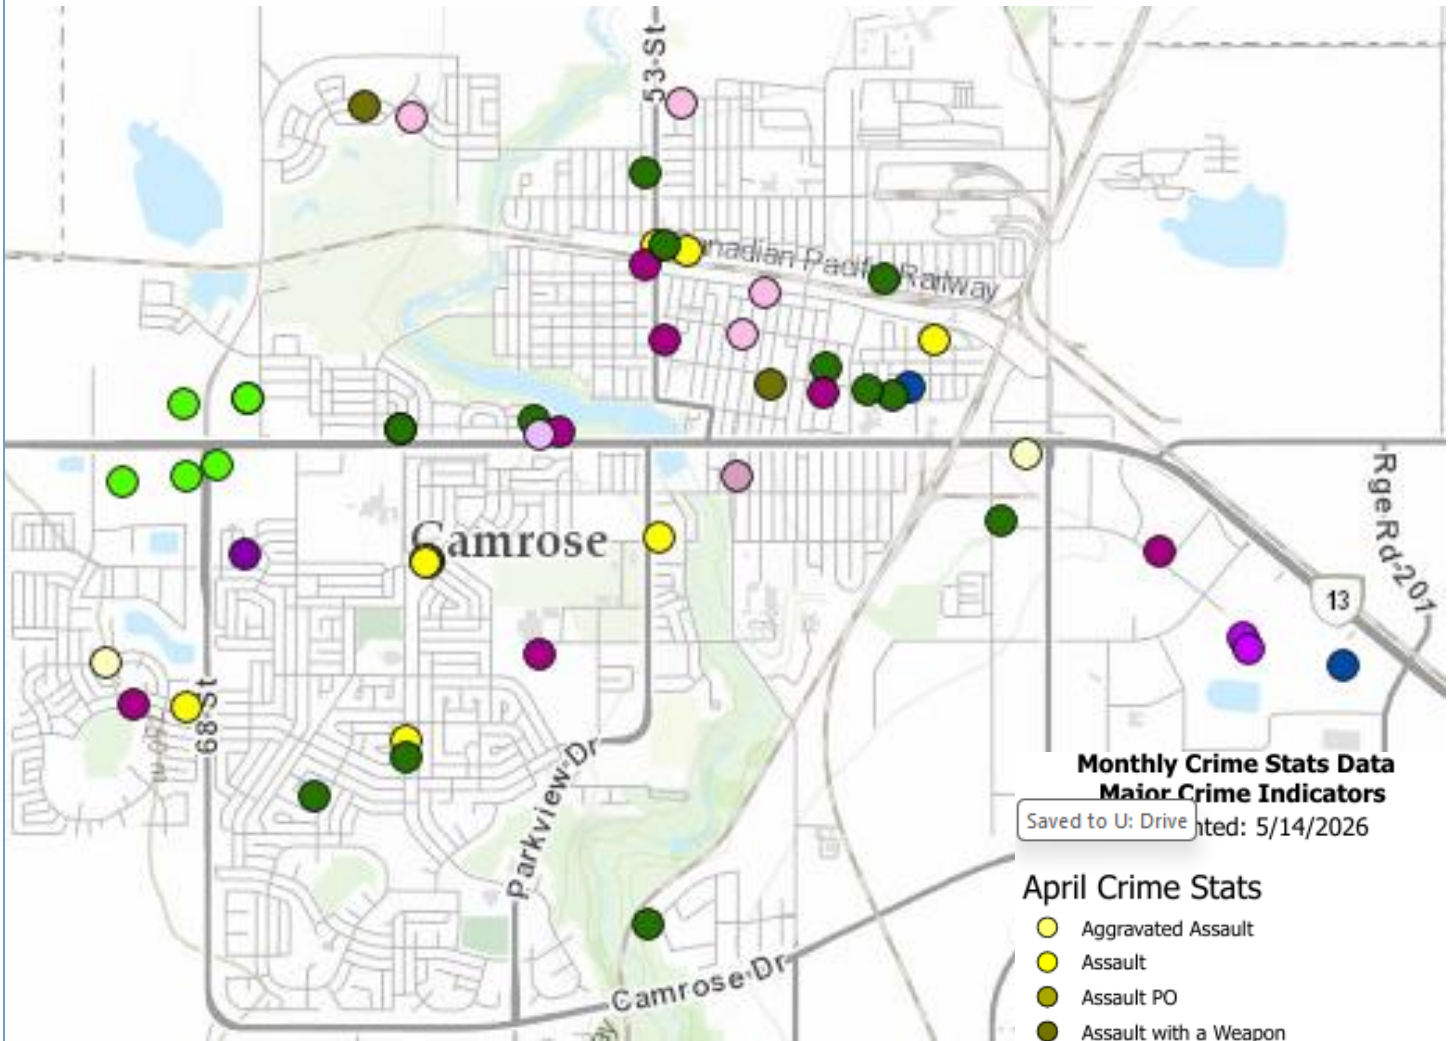 53 St
Canadian Pacific Railway
Camrose
Rge Rd 201
13
68 St
Parkview Dr
Camrose Dr
Monthly Crime Stats Data
Major Crime Indicators
Saved to U: Drive
nted: 5/14/2026
April Crime Stats
Aggravated Assault
Assault
Assault PO
Assault with a Weapon